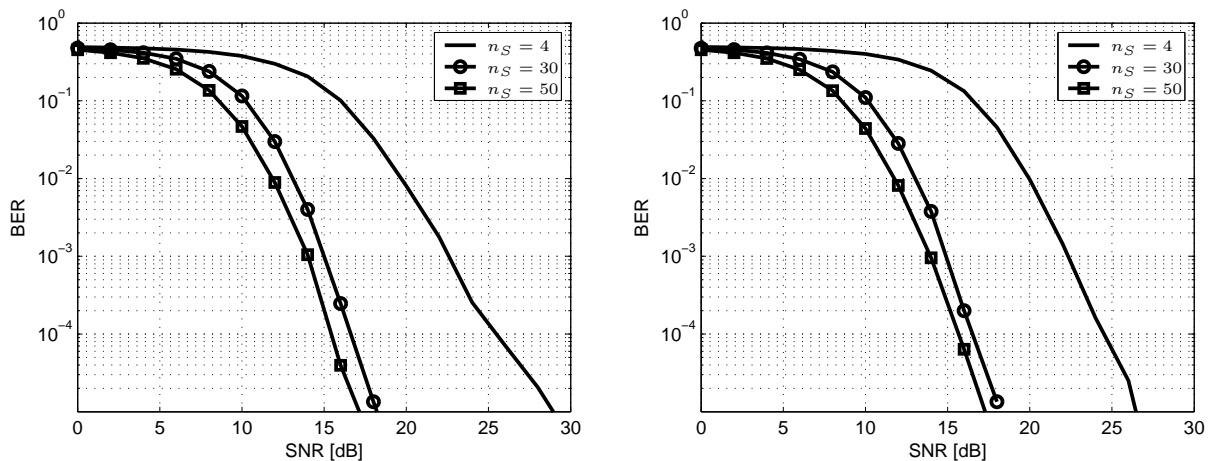 10^0
10^-1
10^-2
10^-3
10^-4
BER
0 5 10 15 20 25 30
SNR [dB]
n_S = 4
n_S = 30
n_S = 50
10^0
10^-1
10^-2
10^-3
10^-4
BER
0 5 10 15 20 25 30
SNR [dB]
n_S = 4
n_S = 30
n_S = 50